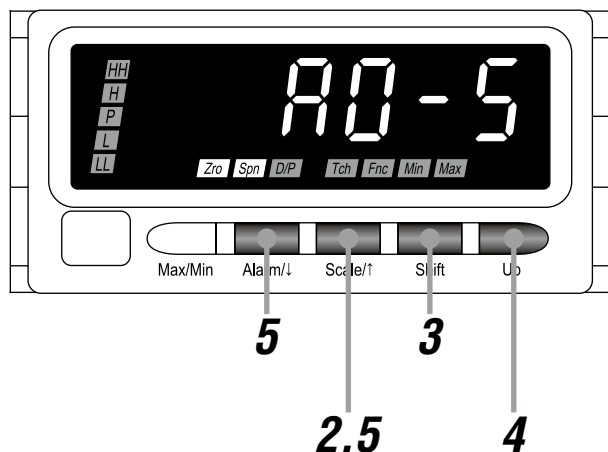 HH
A0-S
H
P
L
LL
Zro Spn D/P Tch Fnc Min Max
Max/Min Alarm/↓ Scale/↑ Shift Up
5 3
2.5 4